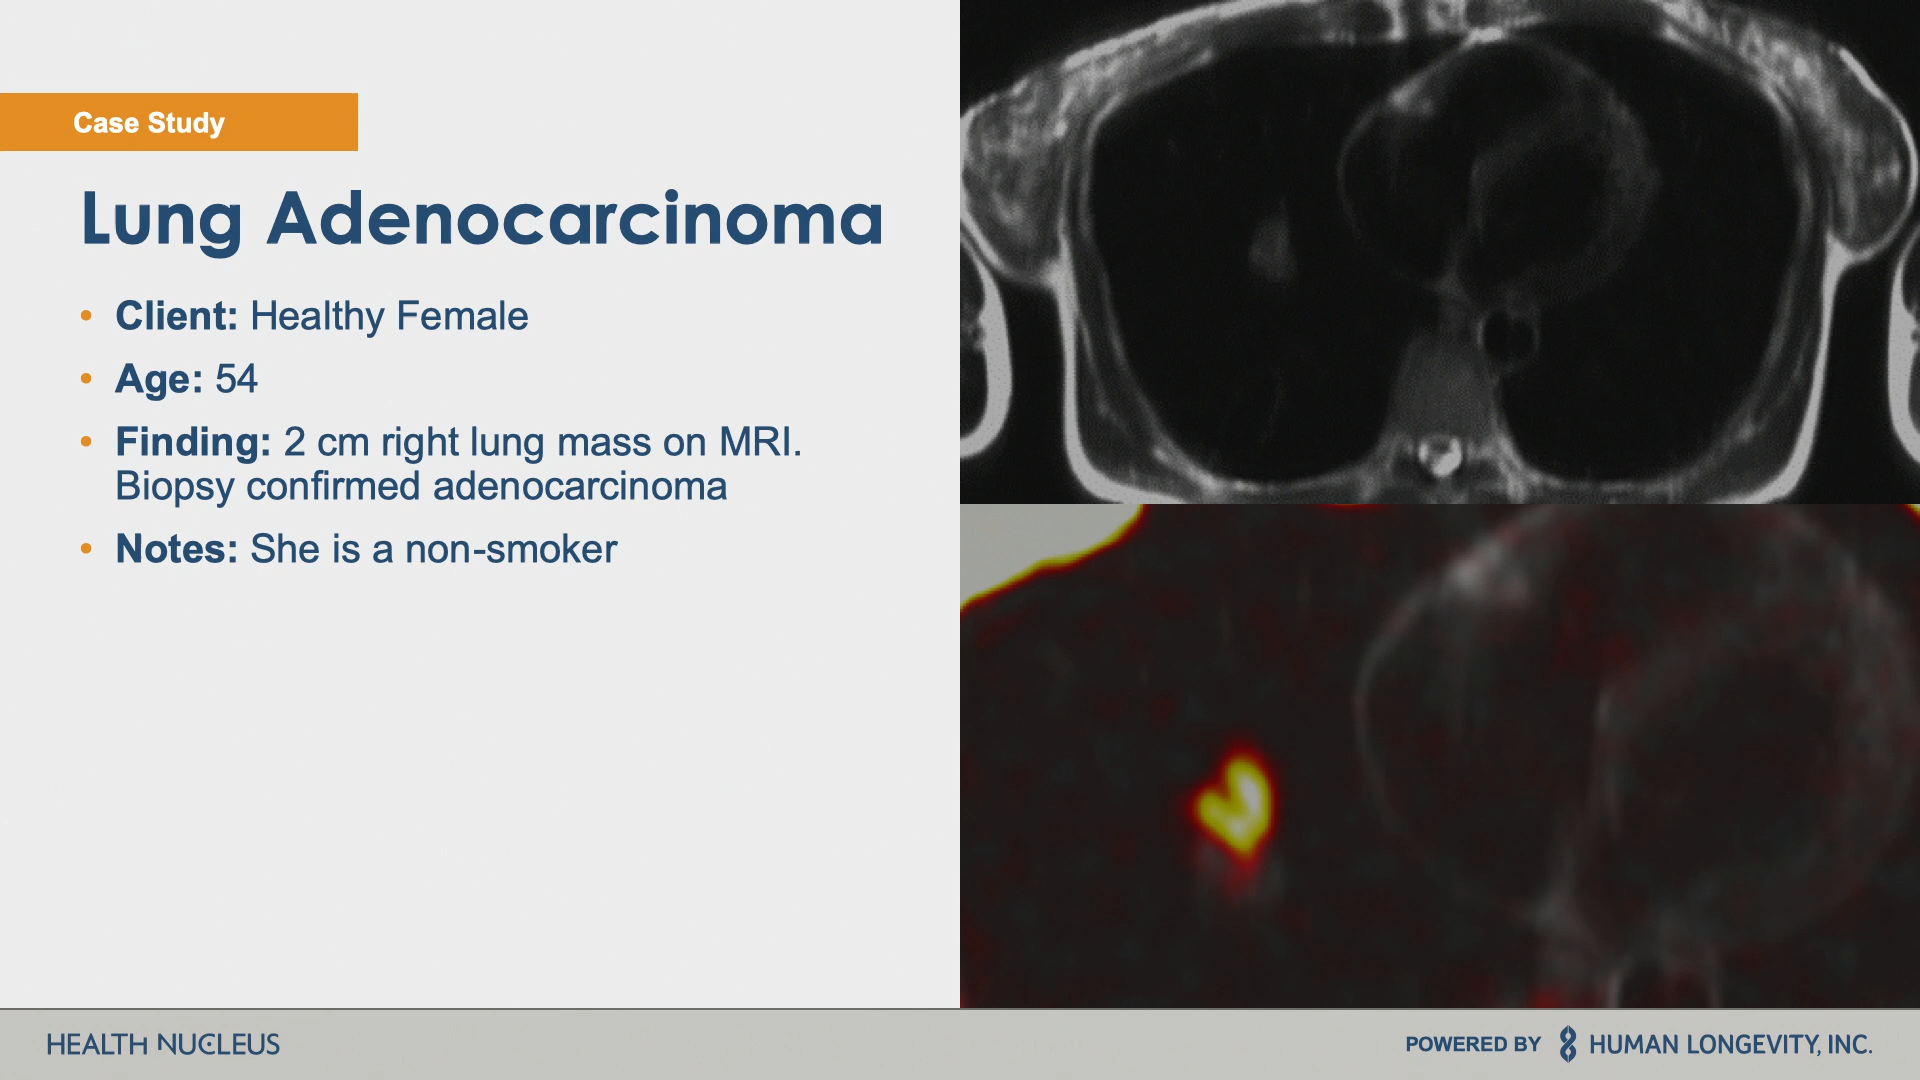 Case Study
Lung Adenocarcinoma
• Client: Healthy Female
• Age: 54
• Finding: 2 cm right lung mass on MRI.
Biopsy confirmed adenocarcinoma
• Notes: She is a non-smoker
HEALTH NUCLEUS
POWERED BY HUMAN LONGEVITY, INC.